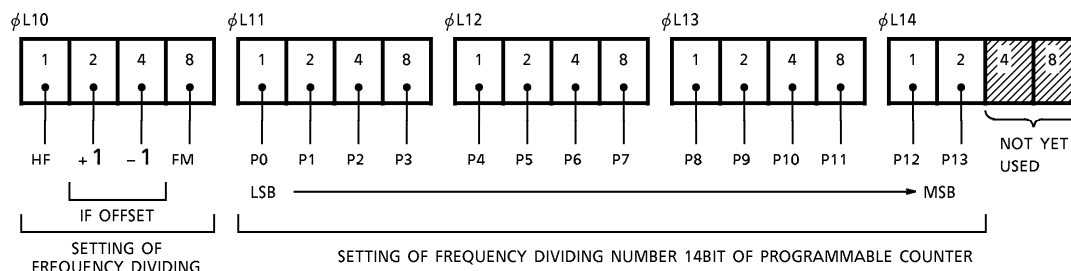 φL10 φL11 φL12 φL13 φL14
1 2 4 8 1 2 4 8 1 2 4 8 1 2 4 8 1 2 4 8
HF +1 −1 FM P0 P1 P2 P3 P4 P5 P6 P7 P8 P9 P10 P11 P12 P13 NOT YET
USED
LSB MSB
IF OFFSET
SETTING OF
FREQUENCY DIVIDING
SETTING OF FREQUENCY DIVIDING NUMBER 14BIT OF PROGRAMMABLE COUNTER